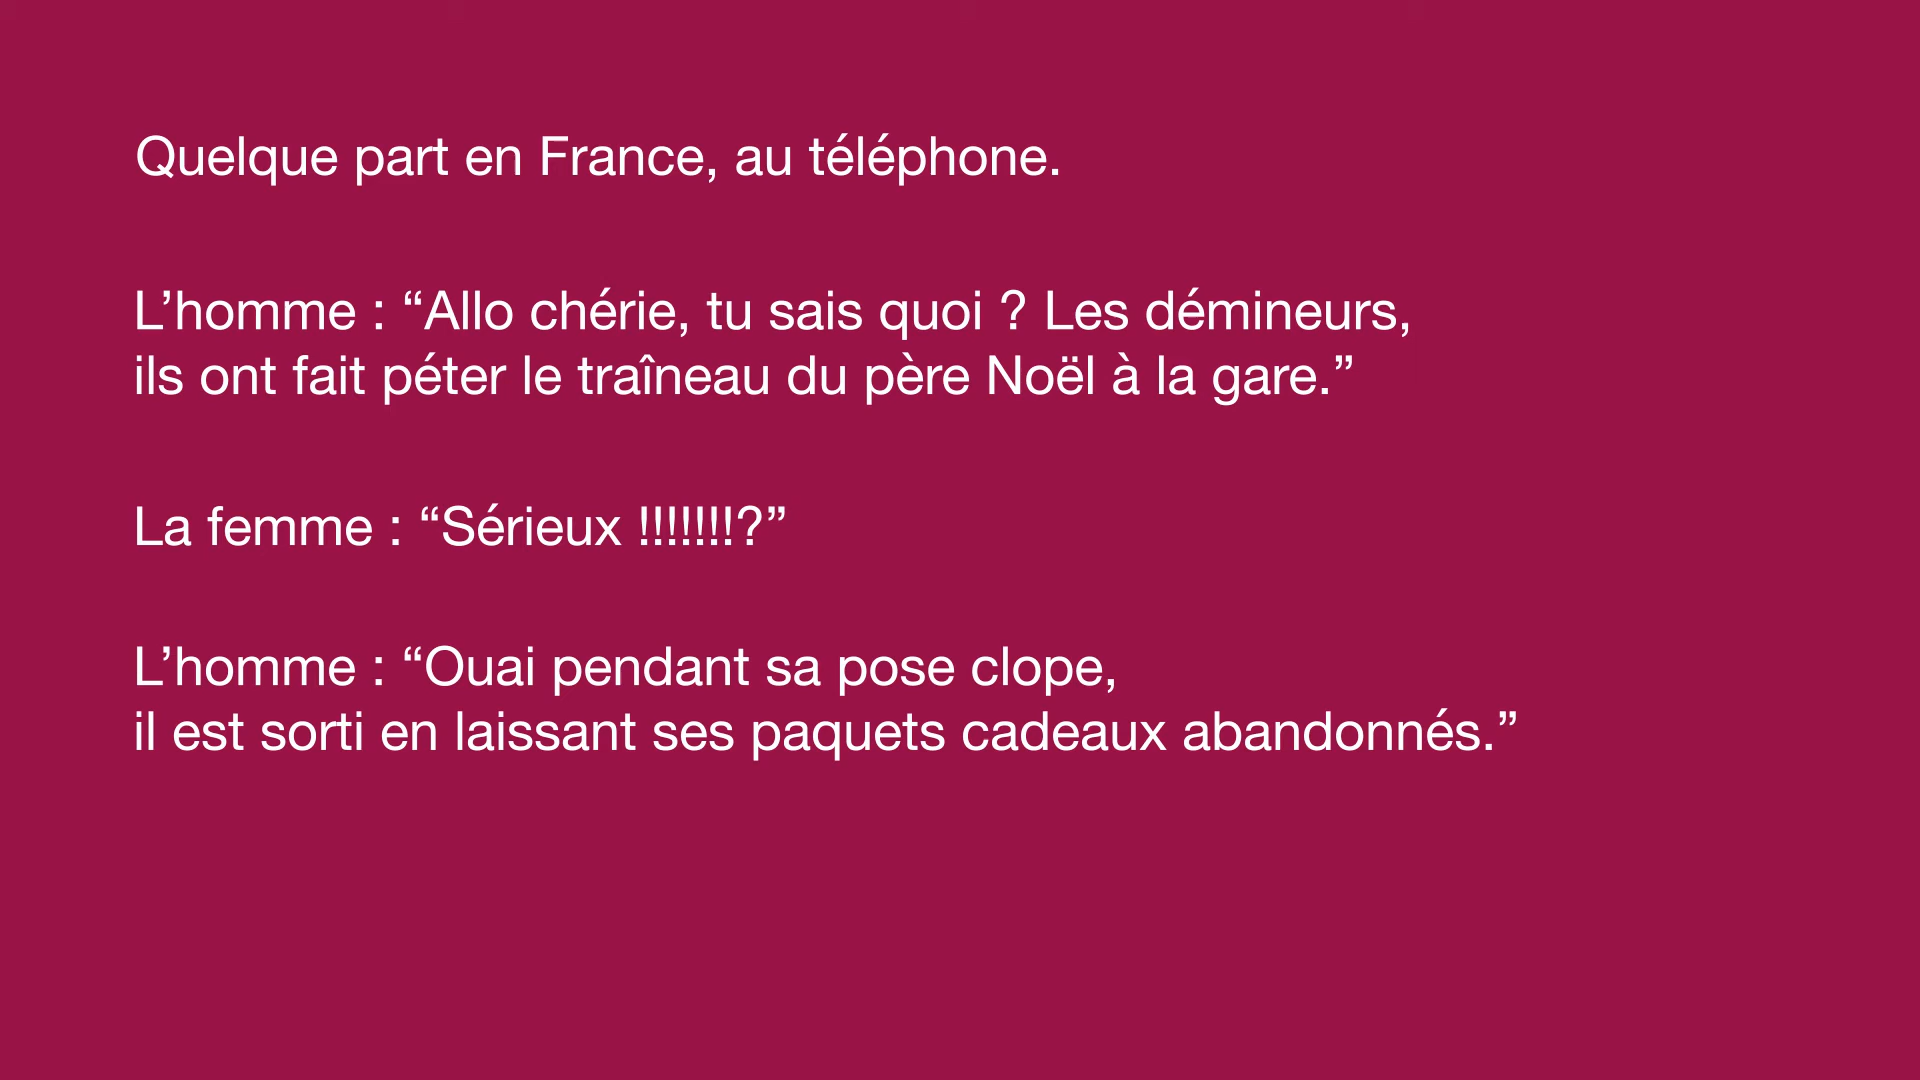 Quelque part en France, au téléphone.
L’homme : “Allo chérie, tu sais quoi ? Les démineurs,
ils ont fait péter le traîneau du père Noël à la gare.”
La femme : “Sérieux !!!!!!!?”
L’homme : “Ouai pendant sa pose clope,
il est sorti en laissant ses paquets cadeaux abandonnés.”